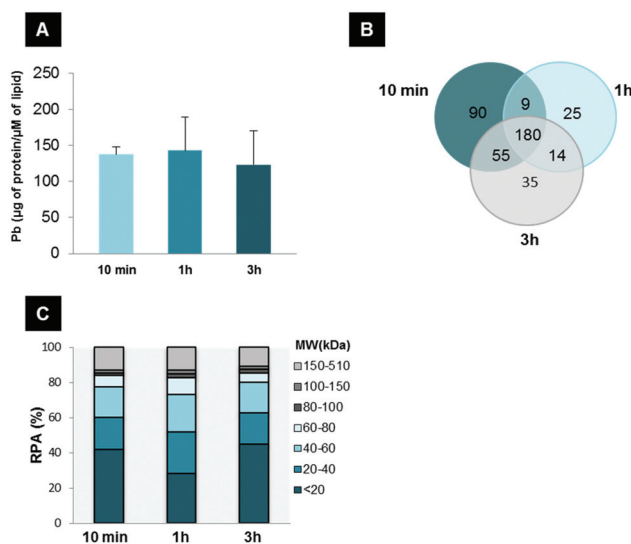 A
Pb (µg of protein/µM of lipid)
250
200
150
100
50
0
10 min 1h 3h
B
10 min
1h
90
9
25
180
55
14
35
3h
C
RPA (%)
100
80
60
40
20
0
10 min 1h 3h
MW(kDa)
150-510
100-150
80-100
60-80
40-60
20-40
<20